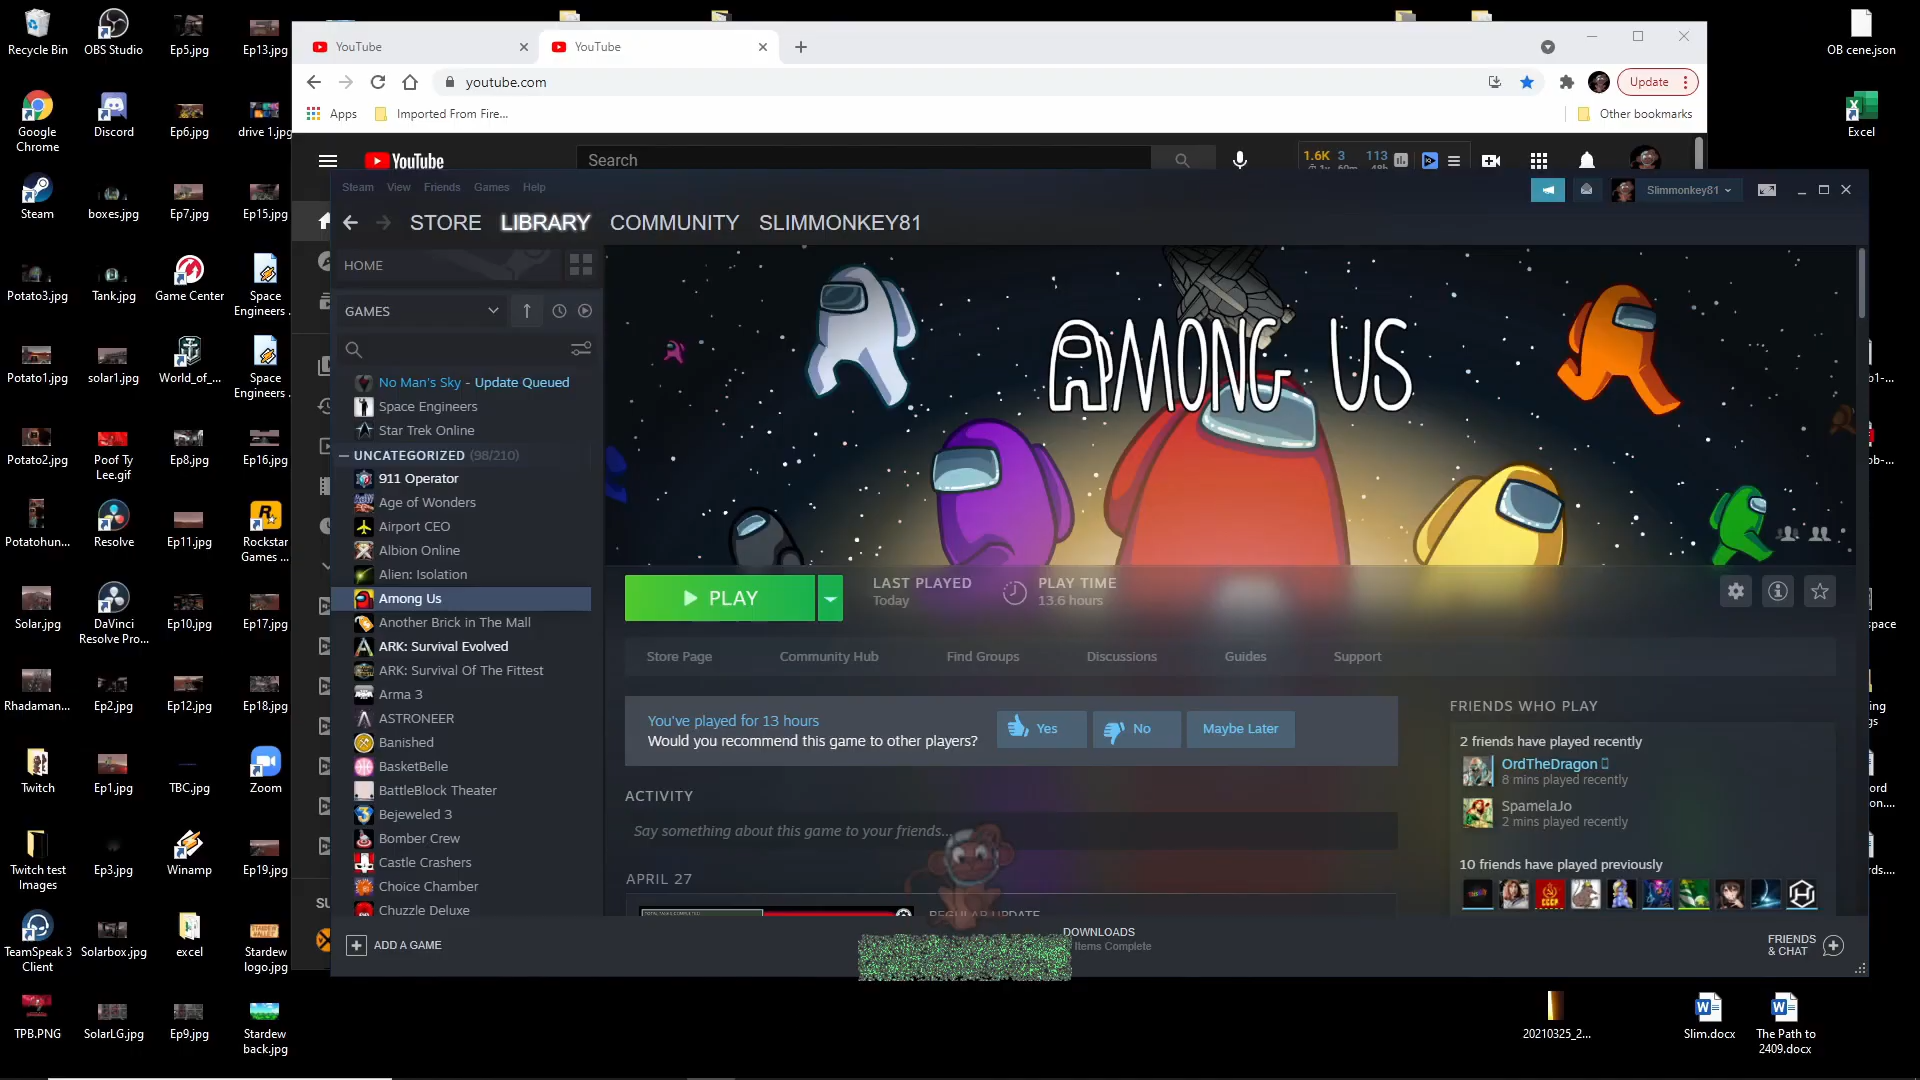 Recycle Bin
OBS Studio
Ep5.jpg
Ep13.jpg
Google
Chrome
Discord
Ep6.jpg
drive 1.jpg
Steam
boxes.jpg
Ep7.jpg
Ep15.jpg
Potato3.jpg
Tank.jpg
Game Center
Space
Engineers ...
Potato1.jpg
solar1.jpg
World_of_...
Space
Engineers ...
Potato2.jpg
Poof Ty
Lee.gif
Ep8.jpg
Ep16.jpg
Potatohun...
Resolve
Ep11.jpg
Rockstar
Games ...
Solar.jpg
DaVinci
Resolve Pro...
Ep10.jpg
Ep17.jpg
Rhadaman...
Ep2.jpg
Ep12.jpg
Ep18.jpg
Twitch
Ep1.jpg
TBC.jpg
Zoom
Twitch test
Images
Ep3.jpg
Winamp
Ep19.jpg
TeamSpeak 3
Client
Solarbox.jpg
excel
Stardew
logo.jpg
TPB.PNG
SolarLG.jpg
Ep9.jpg
Stardew
back.jpg
YouTube
YouTube
youtube.com
Update
Apps
Imported From Fire...
Other bookmarks
YouTube
Search
1.6K 3 113
Steam View Friends Games Help
Slimmonkey81
STORE LIBRARY COMMUNITY SLIMMONKEY81
HOME
GAMES
No Man's Sky - Update Queued
Space Engineers
Star Trek Online
UNCATEGORIZED (98/210)
911 Operator
Age of Wonders
Airport CEO
Albion Online
Alien: Isolation
Among Us
Another Brick in The Mall
ARK: Survival Evolved
ARK: Survival Of The Fittest
Arma 3
ASTRONEER
Banished
BasketBelle
BattleBlock Theater
Bejeweled 3
Bomber Crew
Castle Crashers
Choice Chamber
Chuzzle Deluxe
ADD A GAME
AMONG US
PLAY
LAST PLAYED
Today
PLAY TIME
13.6 hours
Store Page
Community Hub
Find Groups
Discussions
Guides
Support
You've played for 13 hours
Would you recommend this game to other players?
Yes
No
Maybe Later
ACTIVITY
Say something about this game to your friends...
APRIL 27
REGULAR UPDATE
FRIENDS WHO PLAY
2 friends have played recently
OrdTheDragon
8 mins played recently
SpamelaJo
2 mins played recently
10 friends have played previously
DOWNLOADS
Items Complete
FRIENDS
& CHAT
OB cene.json
Excel
20210325_2...
Slim.docx
The Path to
2409.docx